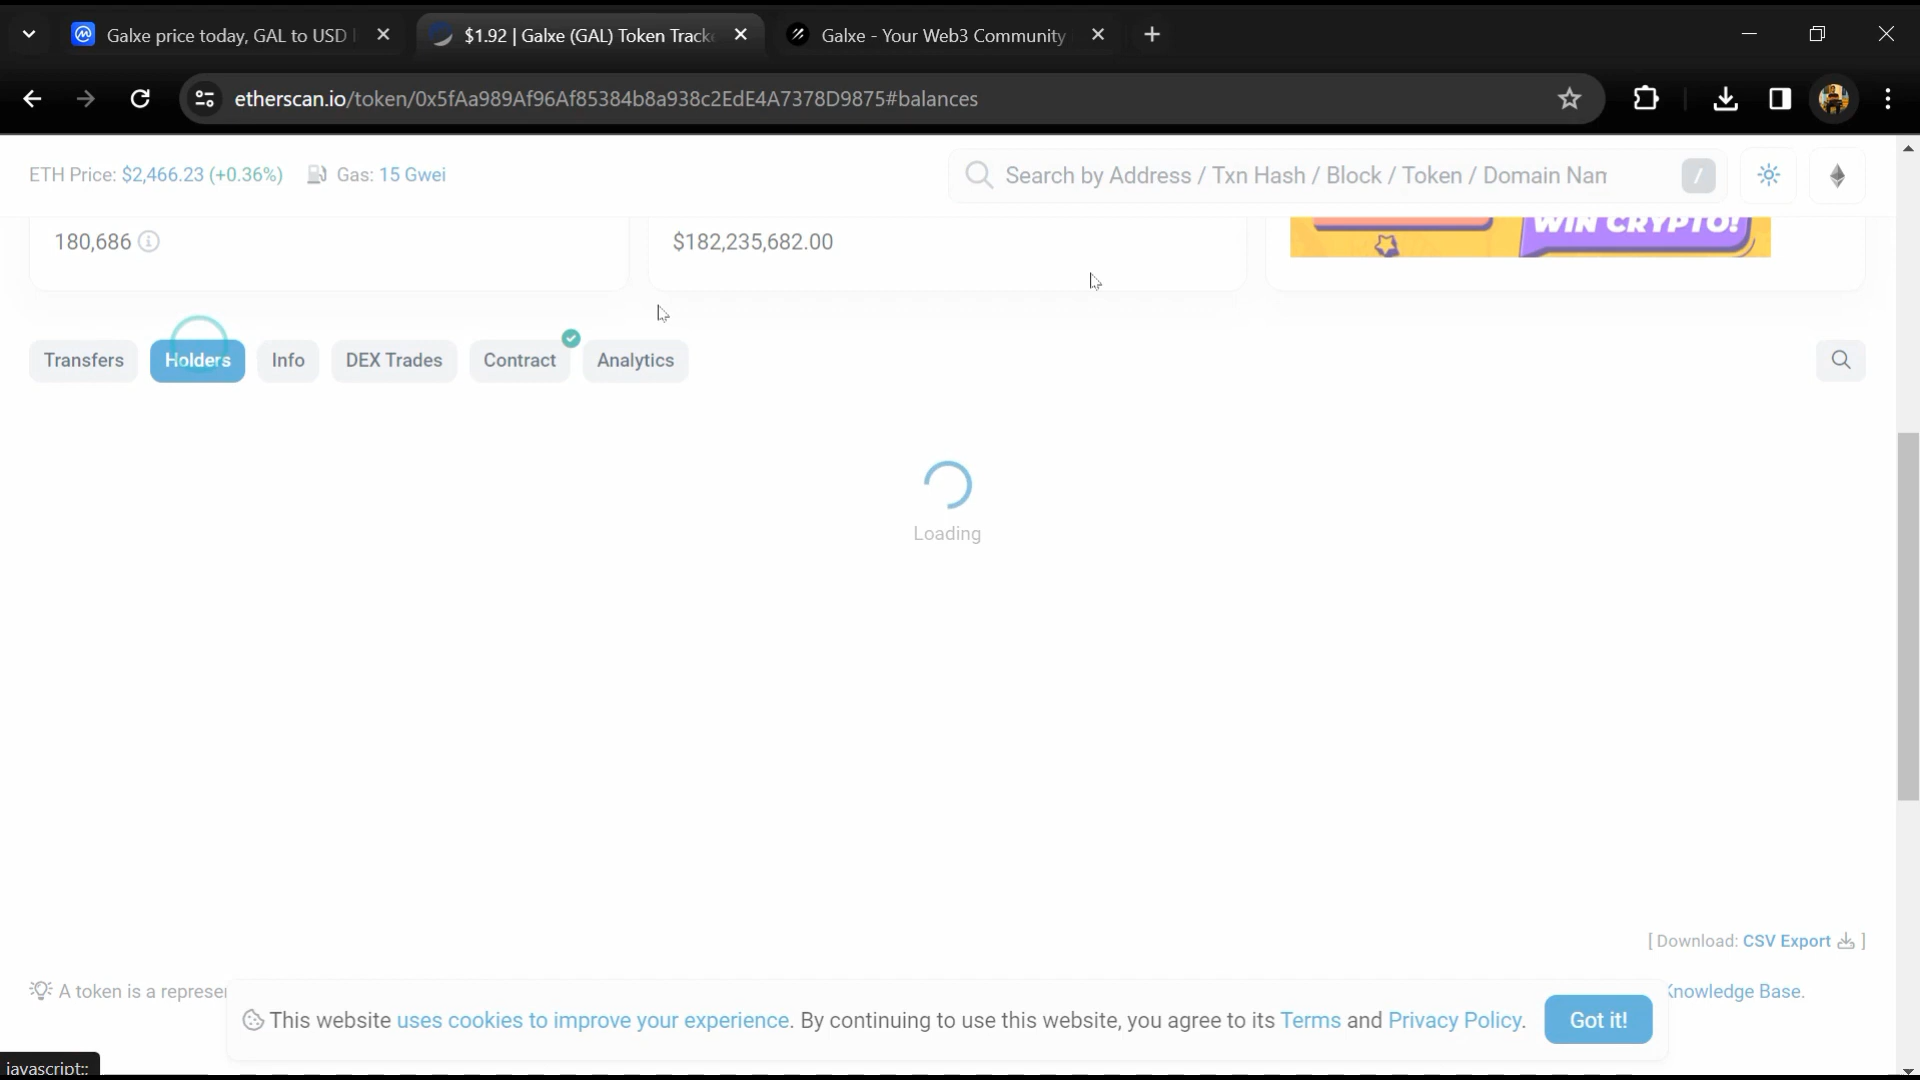 Galxe price today, GAL to USD
$1.92 | Galxe (GAL) Token Track
Galxe - Your Web3 Community
etherscan.io/token/0x5fAa989Af96Af85384b8a938c2EdE4A7378D9875#balances
ETH Price: $2,466.23 (+0.36%) Gas: 15 Gwei
Search by Address / Txn Hash / Block / Token / Domain Nam
/
180,686
$182,235,682.00
WIN CRYPTO!
Transfers Holders Info DEX Trades Contract Analytics
Loading
[ Download: CSV Export ]
A token is a represen
Knowledge Base.
This website uses cookies to improve your experience. By continuing to use this website, you agree to its Terms and Privacy Policy.
Got it!
javascript:;